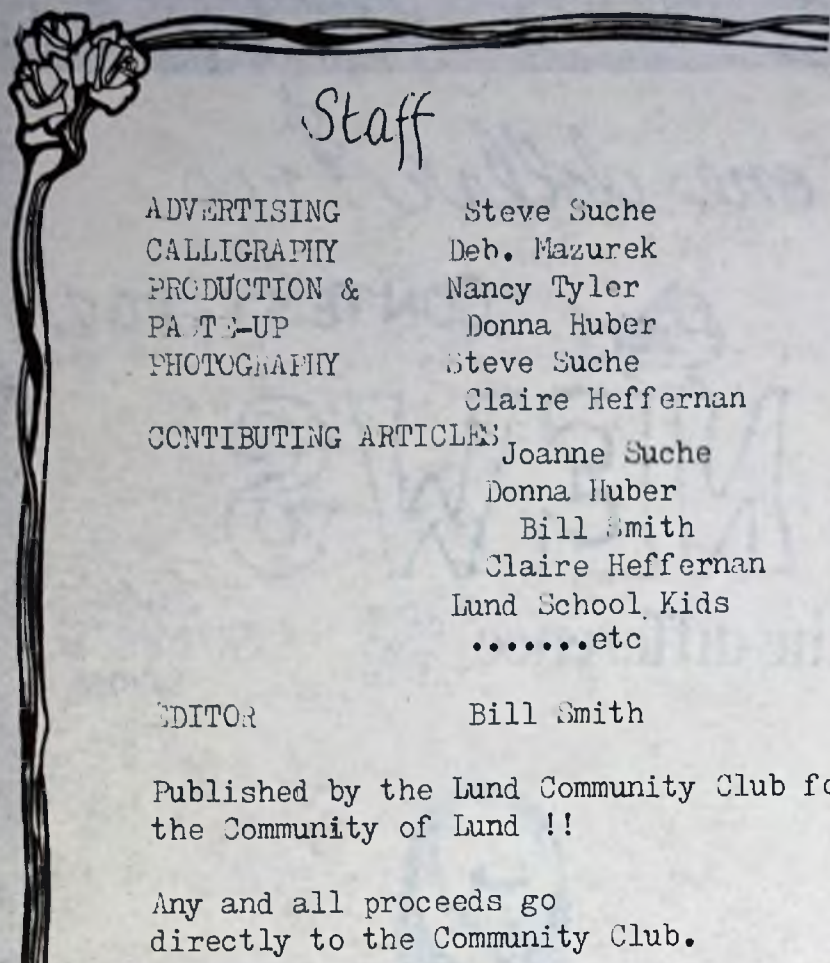 Staff
ADVERTISING Steve Suche
CALLIGRAPHY Deb. Mazurek
PRODUCTION & Nancy Tyler
PASTE-UP Donna Huber
PHOTOGRAPHY Steve Suche
Claire Heffernan
CONTIBUTING ARTICLES
Joanne Suche
Donna Huber
Bill Smith
Claire Heffernan
Lund School Kids
.......etc
EDITOR Bill Smith
Published by the Lund Community Club fo
the Community of Lund !!
Any and all proceeds go
directly to the Community Club.